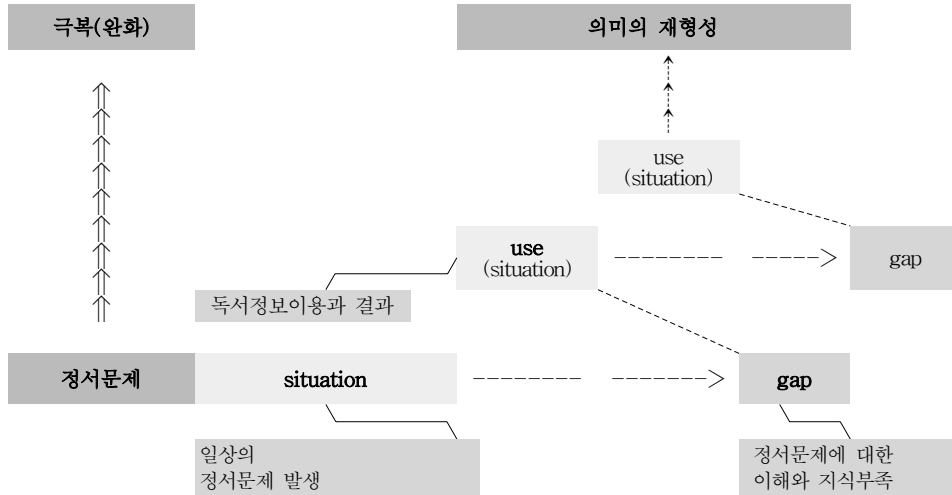 극복(완화)
의미의 재형성
use
(situation)
use
(situation)
gap
독서정보이용과 결과
정서문제
situation
gap
일상의
정서문제 발생
정서문제에 대한
이해와 지식부족